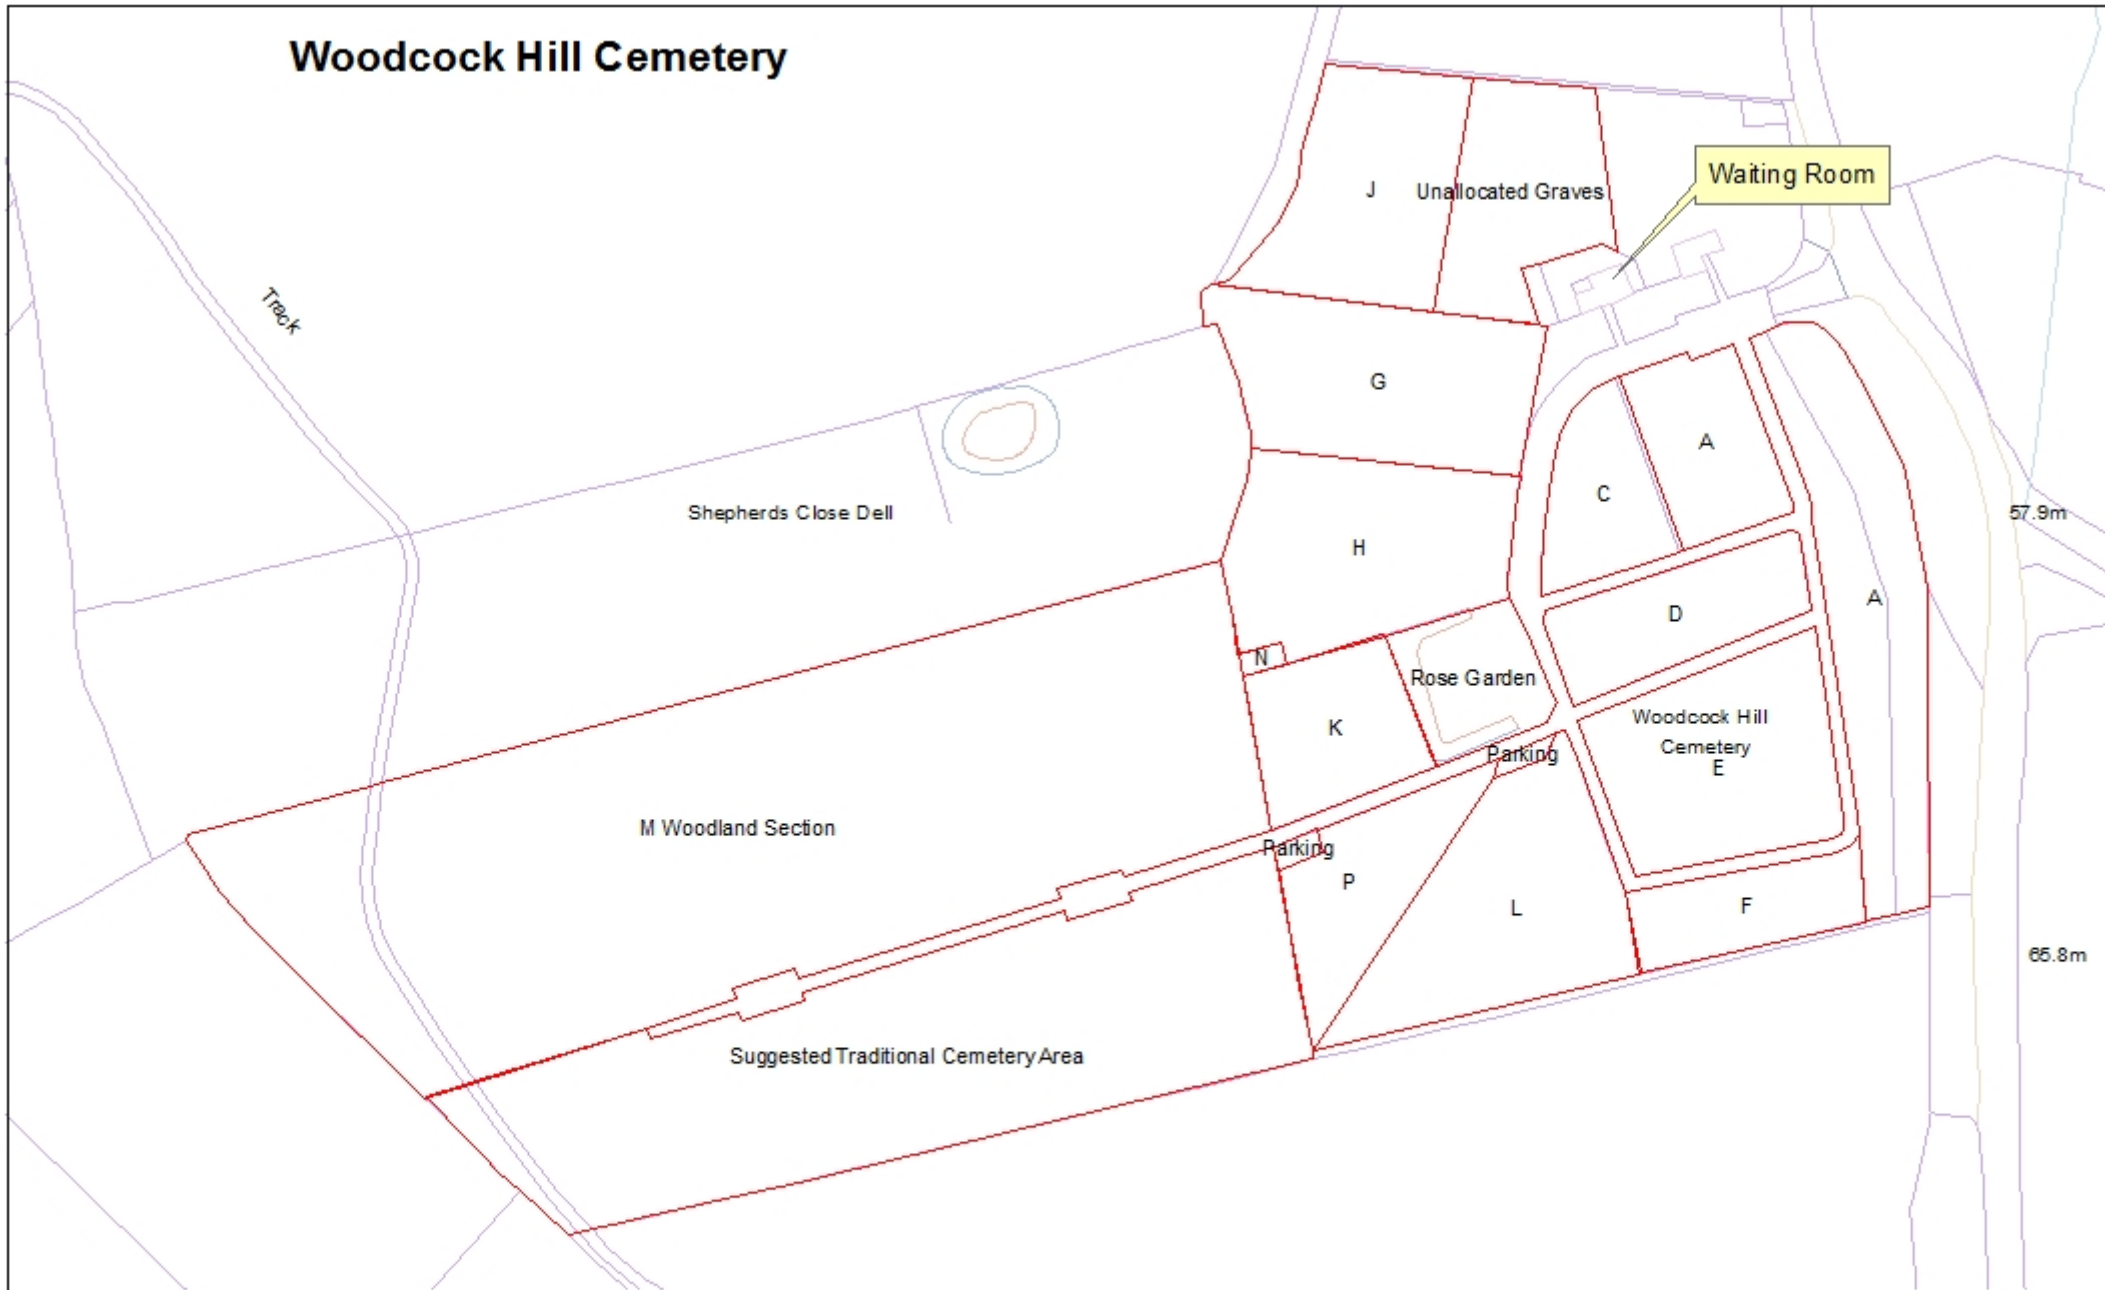 Woodcock Hill Cemetery
Waiting Room
J
Unallocated Graves
Track
G
A
C
Shepherds Close Dell
57.9m
H
A
D
N
Rose Garden
Woodcock Hill
Cemetery
E
K
Parking
M Woodland Section
Parking
P
L
F
65.8m
Suggested Traditional Cemetery Area